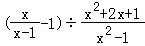 (x/(x-1) -1) ÷ (x²+2x+1)/(x²-1)